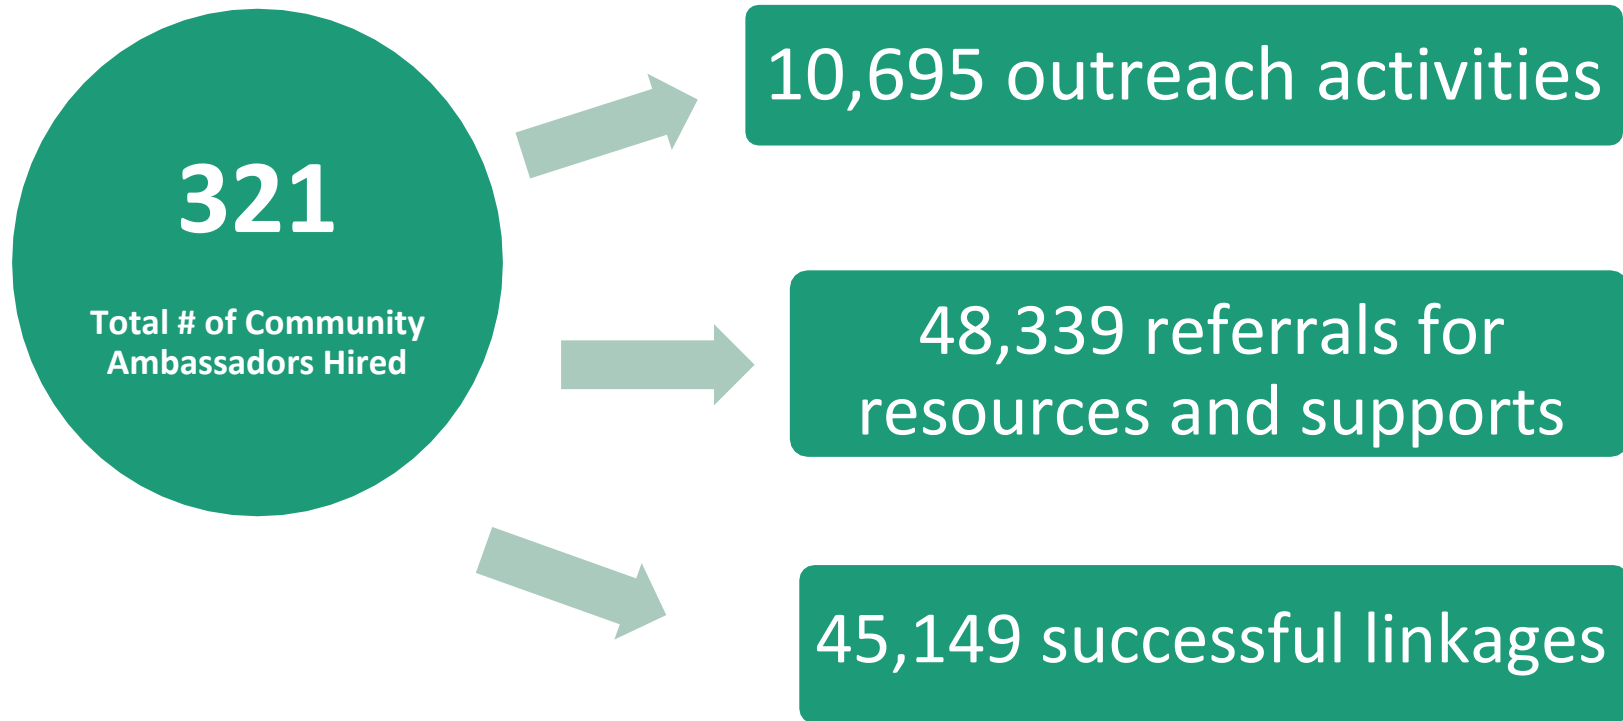 321
Total # of Community
Ambassadors Hired
10,695 outreach activities
48,339 referrals for
resources and supports
45,149 successful linkages